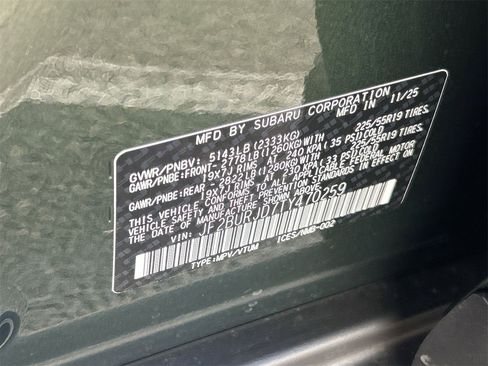 MFD BY SUBARU CORPORATION
MFD IN 11/25
GVWR/PNBV: 5143LB (2333KG)
GAWR/PNBE:FRONT- 2778LB(1260KG)WITH 225/55R19 TIRES,
19X7J RIMS AT 240 KPA(35 PSI)COLD
GAWR/PNBE:REAR - 2822LB(1280KG)WITH 225/55R19 TIRES,
19X7J RIMS AT 230 KPA(33 PSI)COLD
THIS VEHICLE CONFORMS TO ALL APPLICABLE FEDERAL MOTOR
VEHICLE SAFETY AND THEFT PREVENTION STANDARDS IN EFFECT ON
THE DATE OF MANUFACTURE SHOWN ABOVE.
VIN:
TYPE:MPV/VTUM ICES/NMB-002